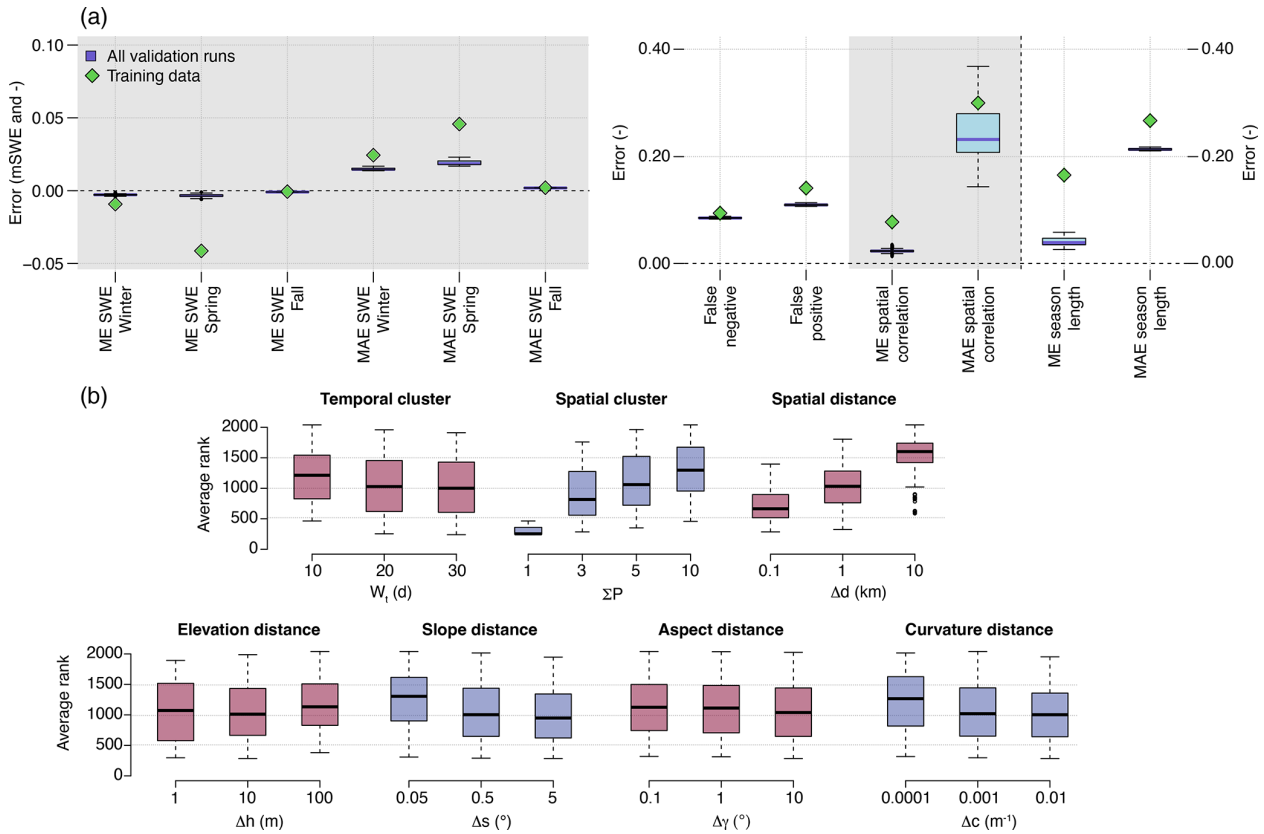 (a)
Error (mSWE and -)
0.10
0.05
0.00
−0.05
All validation runs
Training data
ME SWE
Winter
ME SWE
Spring
ME SWE
Fall
MAE SWE
Winter
MAE SWE
Spring
MAE SWE
Fall
Error (-)
0.40
0.20
0.00
False
negative
False
positive
ME spatial
correlation
MAE spatial
correlation
ME season
length
MAE season
length
0.40
0.20
0.00
Error (-)
(b)
Temporal cluster
Spatial cluster
Spatial distance
Average rank
2000
1500
1000
500
0
10 20 30
Wt (d)
1 3 5 10
ΣP
0.1 1 10
Δd (km)
Elevation distance
Slope distance
Aspect distance
Curvature distance
Average rank
2000
1500
1000
500
0
1 10 100
Δh (m)
0.05 0.5 5
Δs (°)
0.1 1 10
Δγ (°)
0.0001 0.001 0.01
Δc (m⁻¹)